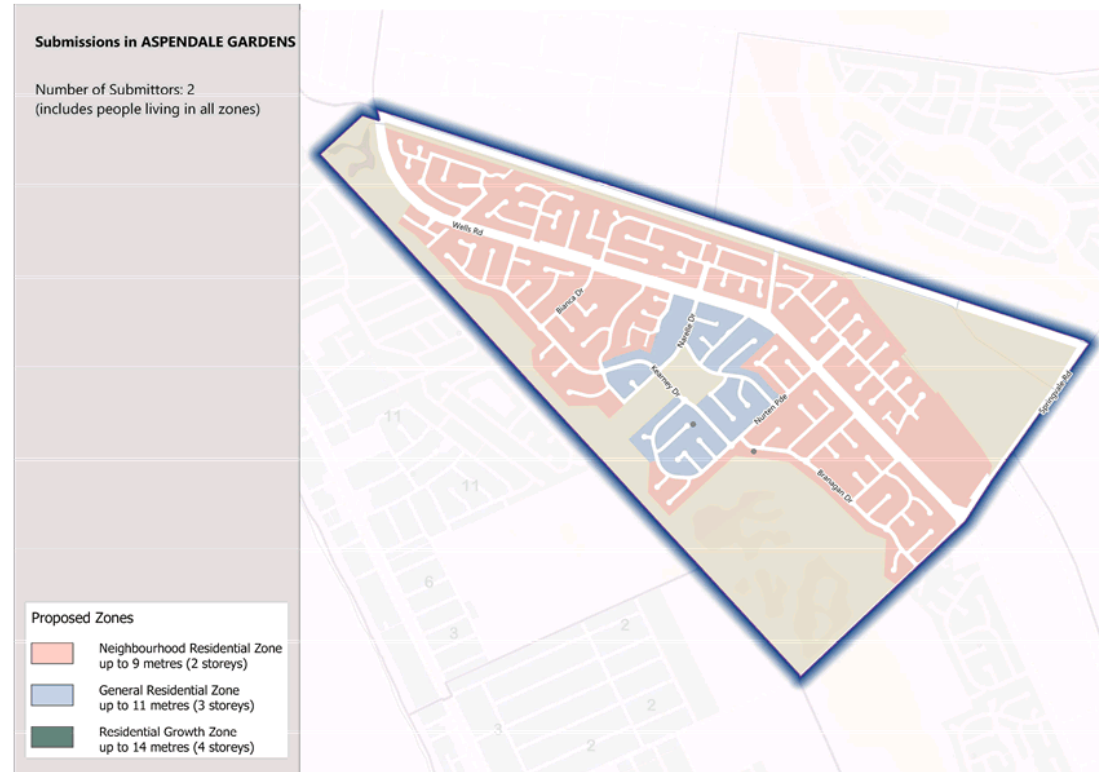 Submissions in ASPENDALE GARDENS
Number of Submittors: 2
(includes people living in all zones)
Wells Rd
Bianca Dr
Narelle Dr
Kearney Dr
Nurten Pde
Branagan Dr
Springvale Rd
11
11
6
3
2
2
3
2
Proposed Zones
Neighbourhood Residential Zone
up to 9 metres (2 storeys)
General Residential Zone
up to 11 metres (3 storeys)
Residential Growth Zone
up to 14 metres (4 storeys)